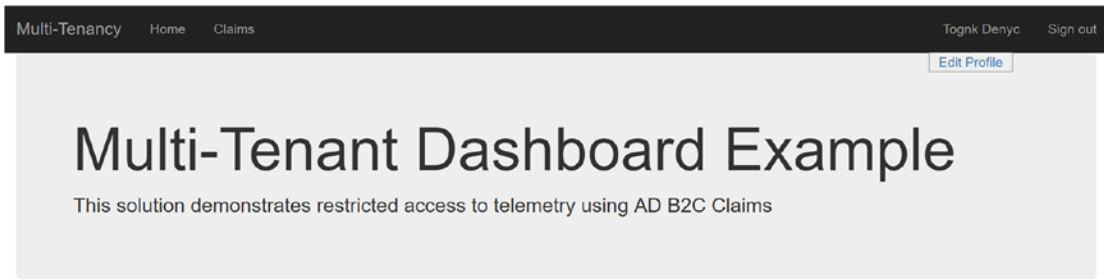 Multi-Tenancy Home Claims Tognk Denyc Sign out
Edit Profile
Multi-Tenant Dashboard Example
This solution demonstrates restricted access to telemetry using AD B2C Claims